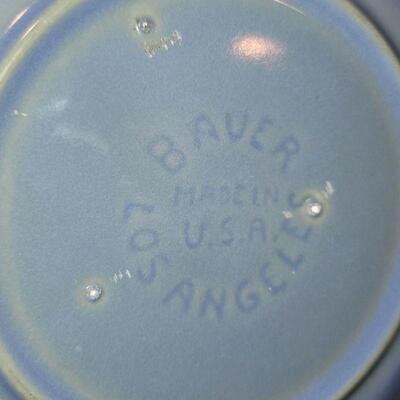 BAUER
MADE IN
U.S.A.
LOS ANGELES